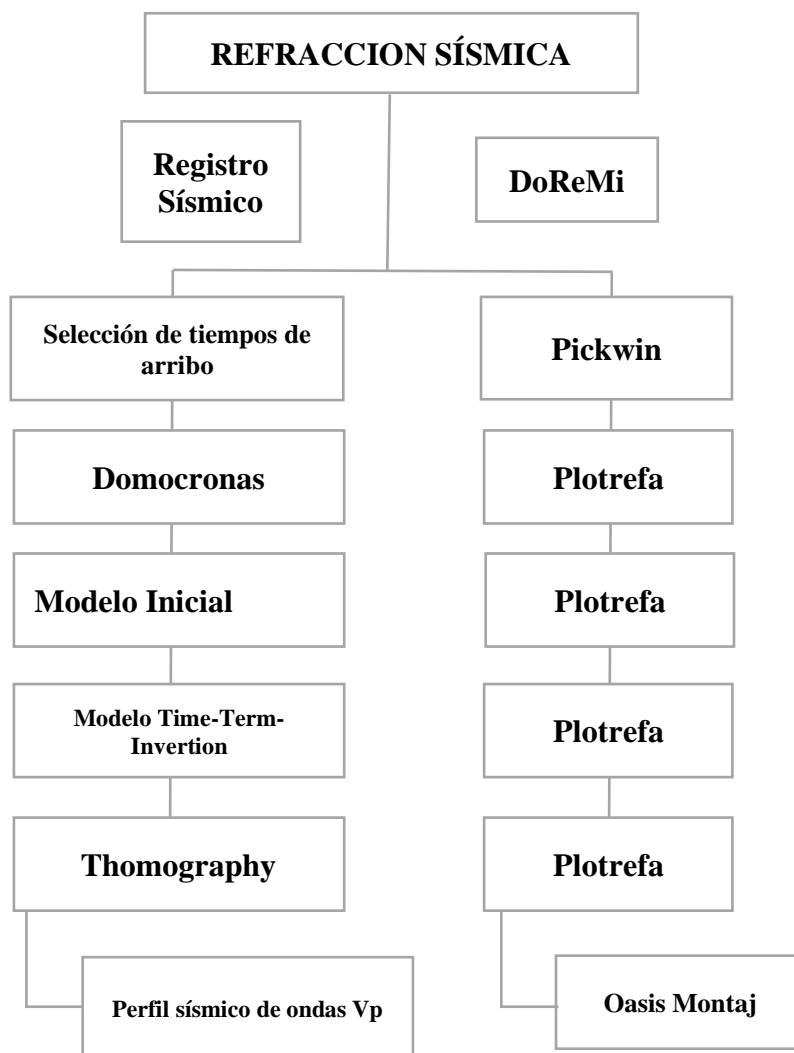 REFRACCION SÍSMICA
Registro
Sísmico
DoReMi
Selección de tiempos de
arribo
Pickwin
Domocronas
Plotrefa
Modelo Inicial
Plotrefa
Modelo Time-Term-
Invertion
Plotrefa
Thomography
Plotrefa
Perfil sísmico de ondas Vp
Oasis Montaj